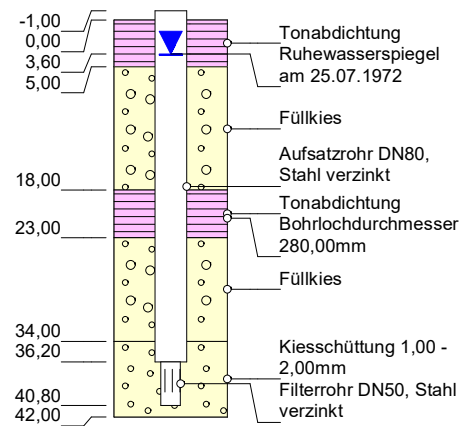 -1,00
0,00
3,60
5,00
18,00
23,00
34,00
36,20
40,80
42,00
Tonabdichtung
Ruhewasserspiegel
am 25.07.1972
Füllkies
Aufsatzrohr DN80,
Stahl verzinkt
Tonabdichtung
Bohrlochdurchmesser
280,00mm
Füllkies
Kiesschüttung 1,00 -
2,00mm
Filterrohr DN50, Stahl
verzinkt